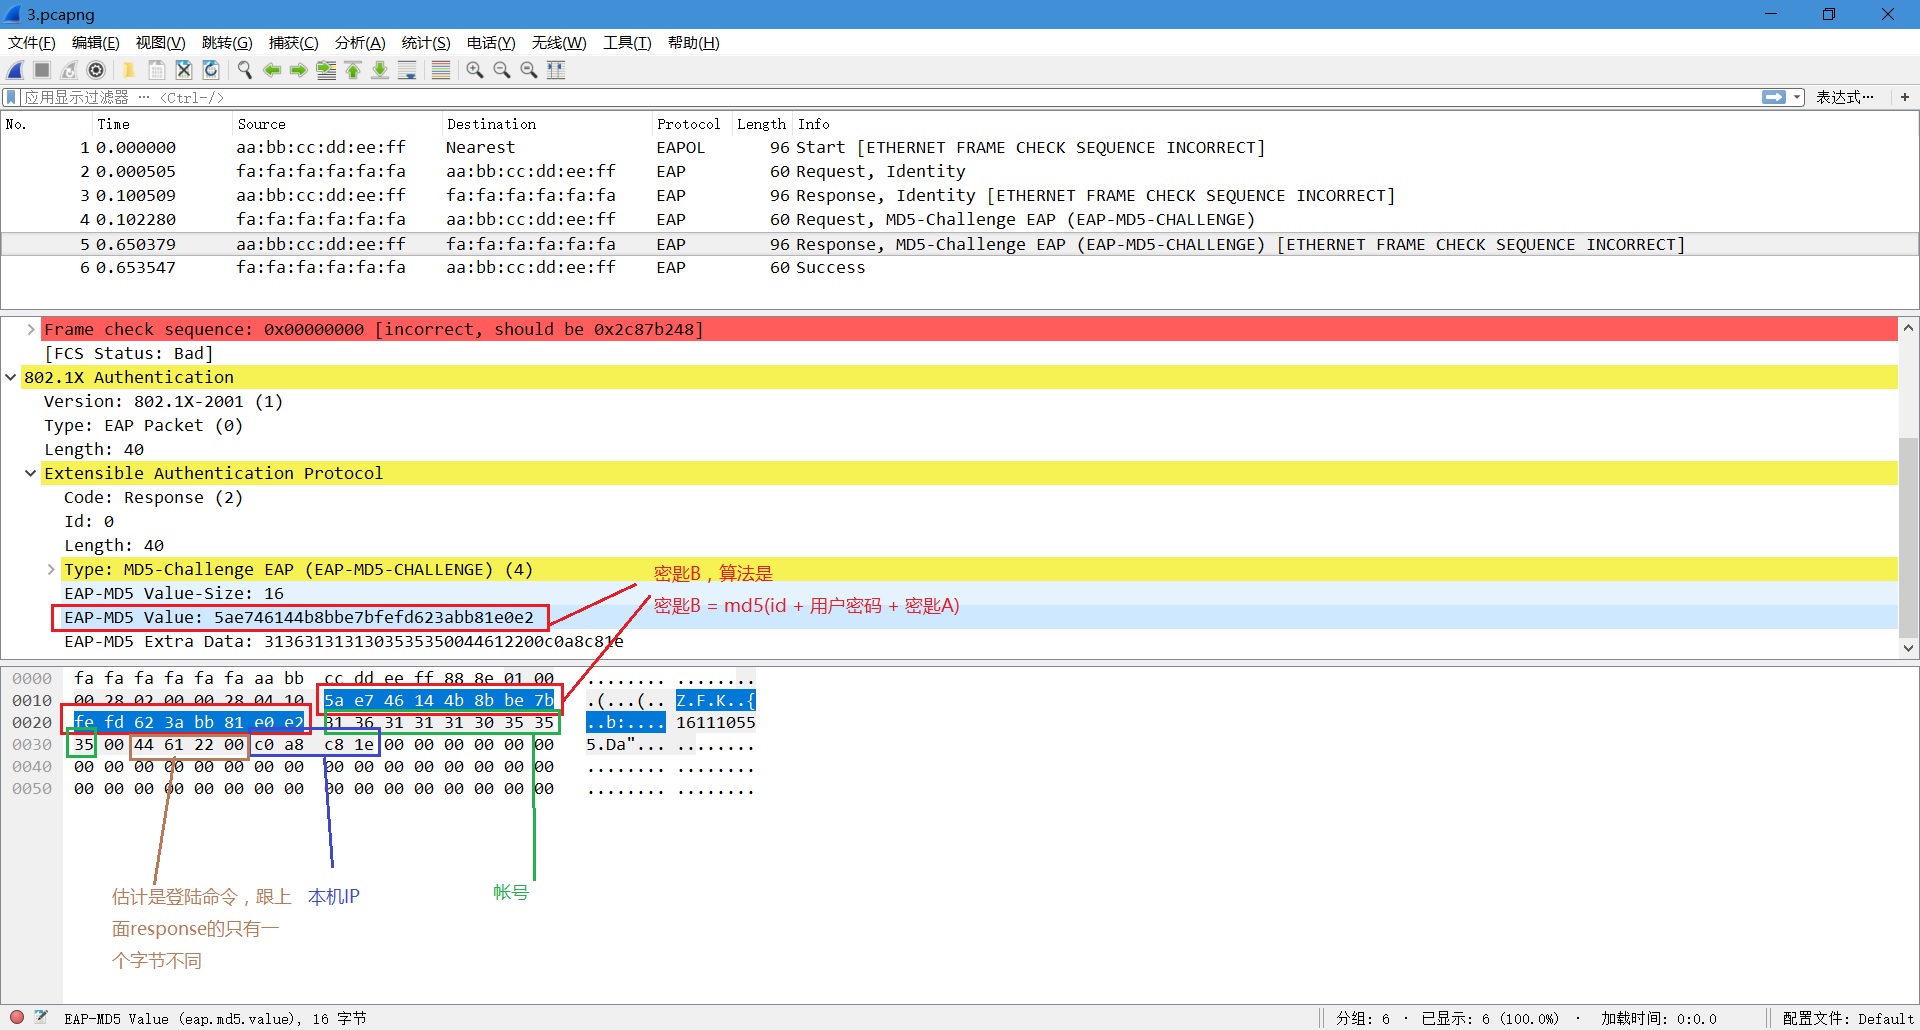 3.pcapng
文件(F) 编辑(E) 视图(V) 跳转(G) 捕获(C) 分析(A) 统计(S) 电话(Y) 无线(W) 工具(T) 帮助(H)
应用显示过滤器 … <Ctrl-/> 表达式… +
No. Time Source Destination Protocol Length Info
1 0.000000 aa:bb:cc:dd:ee:ff Nearest EAPOL 96 Start [ETHERNET FRAME CHECK SEQUENCE INCORRECT]
2 0.000505 fa:fa:fa:fa:fa:fa aa:bb:cc:dd:ee:ff EAP 60 Request, Identity
3 0.100509 aa:bb:cc:dd:ee:ff fa:fa:fa:fa:fa:fa EAP 96 Response, Identity [ETHERNET FRAME CHECK SEQUENCE INCORRECT]
4 0.102280 fa:fa:fa:fa:fa:fa aa:bb:cc:dd:ee:ff EAP 60 Request, MD5-Challenge EAP (EAP-MD5-CHALLENGE)
5 0.650379 aa:bb:cc:dd:ee:ff fa:fa:fa:fa:fa:fa EAP 96 Response, MD5-Challenge EAP (EAP-MD5-CHALLENGE) [ETHERNET FRAME CHECK SEQUENCE INCORRECT]
6 0.653547 fa:fa:fa:fa:fa:fa aa:bb:cc:dd:ee:ff EAP 60 Success
Frame check sequence: 0x00000000 [incorrect, should be 0x2c87b248]
[FCS Status: Bad]
802.1X Authentication
Version: 802.1X-2001 (1)
Type: EAP Packet (0)
Length: 40
Extensible Authentication Protocol
Code: Response (2)
Id: 0
Length: 40
Type: MD5-Challenge EAP (EAP-MD5-CHALLENGE) (4)
密匙B，算法是
EAP-MD5 Value-Size: 16
密匙B = md5(id + 用户密码 + 密匙A)
EAP-MD5 Value: 5ae746144b8bbe7bfefd623abb81e0e2
EAP-MD5 Extra Data: 3136313131303535350044612200c0a8c81e
0000 fa fa fa fa fa fa aa bb cc dd ee ff 88 8e 01 00 ........ ........
0010 00 28 02 00 00 28 04 10 5a e7 46 14 4b 8b be 7b .(...(.. Z.F.K..{
0020 fe fd 62 3a bb 81 e0 e2 31 36 31 31 31 30 35 35 ..b:.... 16111055
0030 35 00 44 61 22 00 c0 a8 c8 1e 00 00 00 00 00 00 5.Da"... ........
0040 00 00 00 00 00 00 00 00 00 00 00 00 00 00 00 00 ........ ........
0050 00 00 00 00 00 00 00 00 00 00 00 00 00 00 00 00 ........ ........
估计是登陆命令，跟上
面response的只有一
个字节不同
本机IP
帐号
EAP-MD5 Value (eap.md5.value), 16 字节 分组: 6 · 已显示: 6 (100.0%) · 加载时间: 0:0.0 配置文件: Default